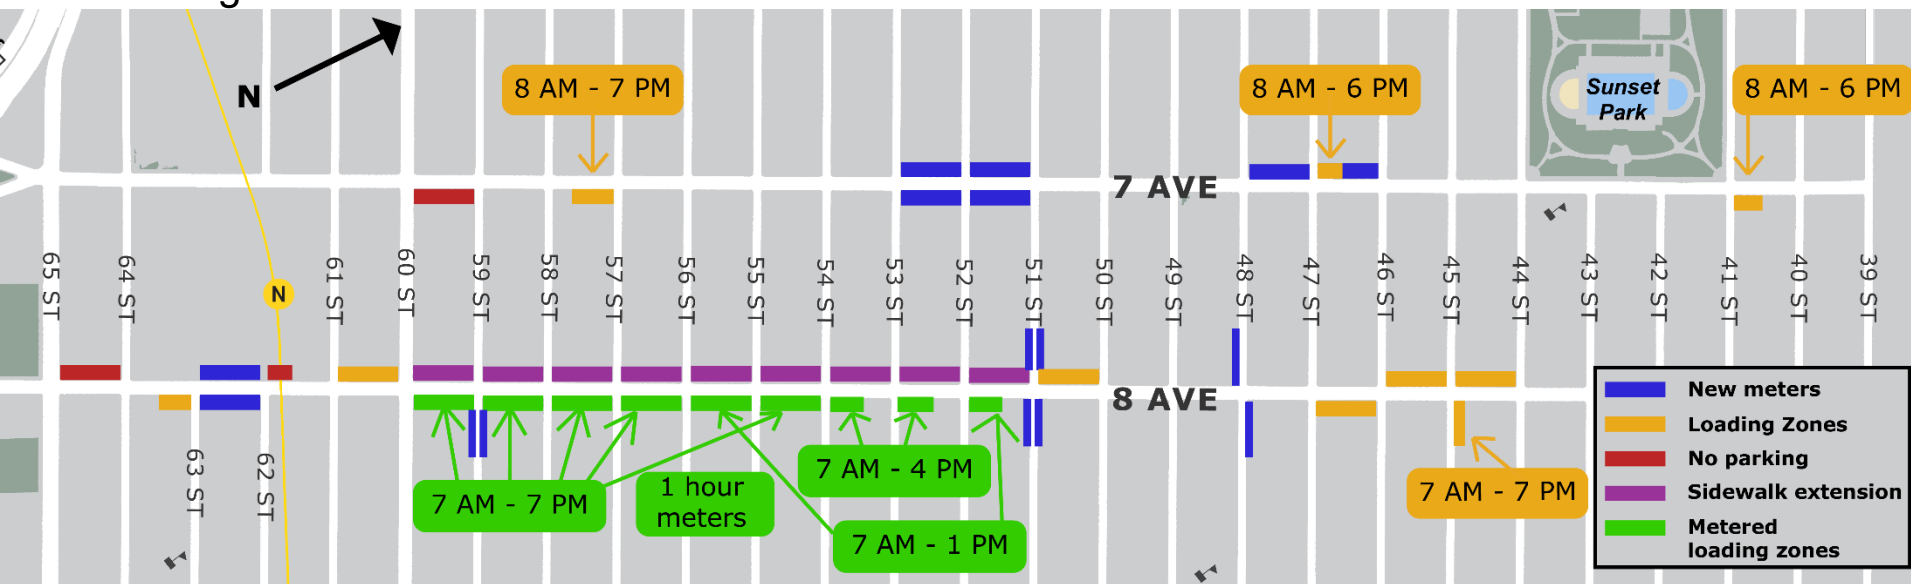 N
8 AM - 7 PM
8 AM - 6 PM
Sunset
Park
8 AM - 6 PM
7 AVE
65 ST
64 ST
N
61 ST
60 ST
59 ST
58 ST
57 ST
56 ST
55 ST
54 ST
53 ST
52 ST
51 ST
50 ST
49 ST
48 ST
47 ST
46 ST
45 ST
44 ST
43 ST
42 ST
41 ST
40 ST
39 ST
8 AVE
63 ST
62 ST
7 AM - 7 PM
1 hour
meters
7 AM - 4 PM
7 AM - 1 PM
7 AM - 7 PM
New meters
Loading Zones
No parking
Sidewalk extension
Metered
loading zones